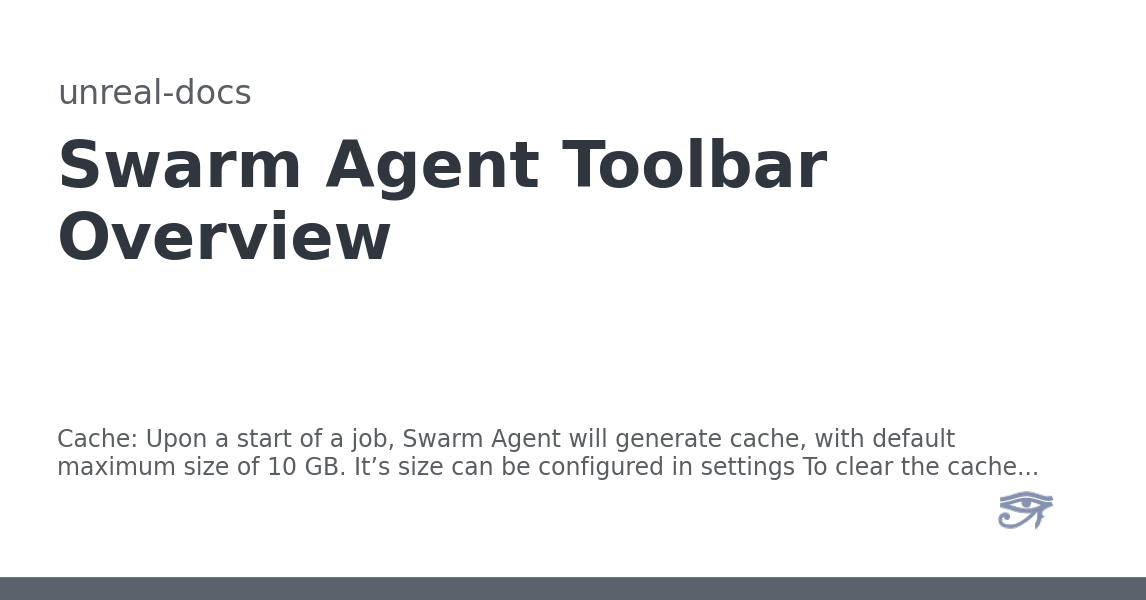 unreal-docs
Swarm Agent Toolbar
Overview
Cache: Upon a start of a job, Swarm Agent will generate cache, with default
maximum size of 10 GB. It’s size can be configured in settings To clear the cache...